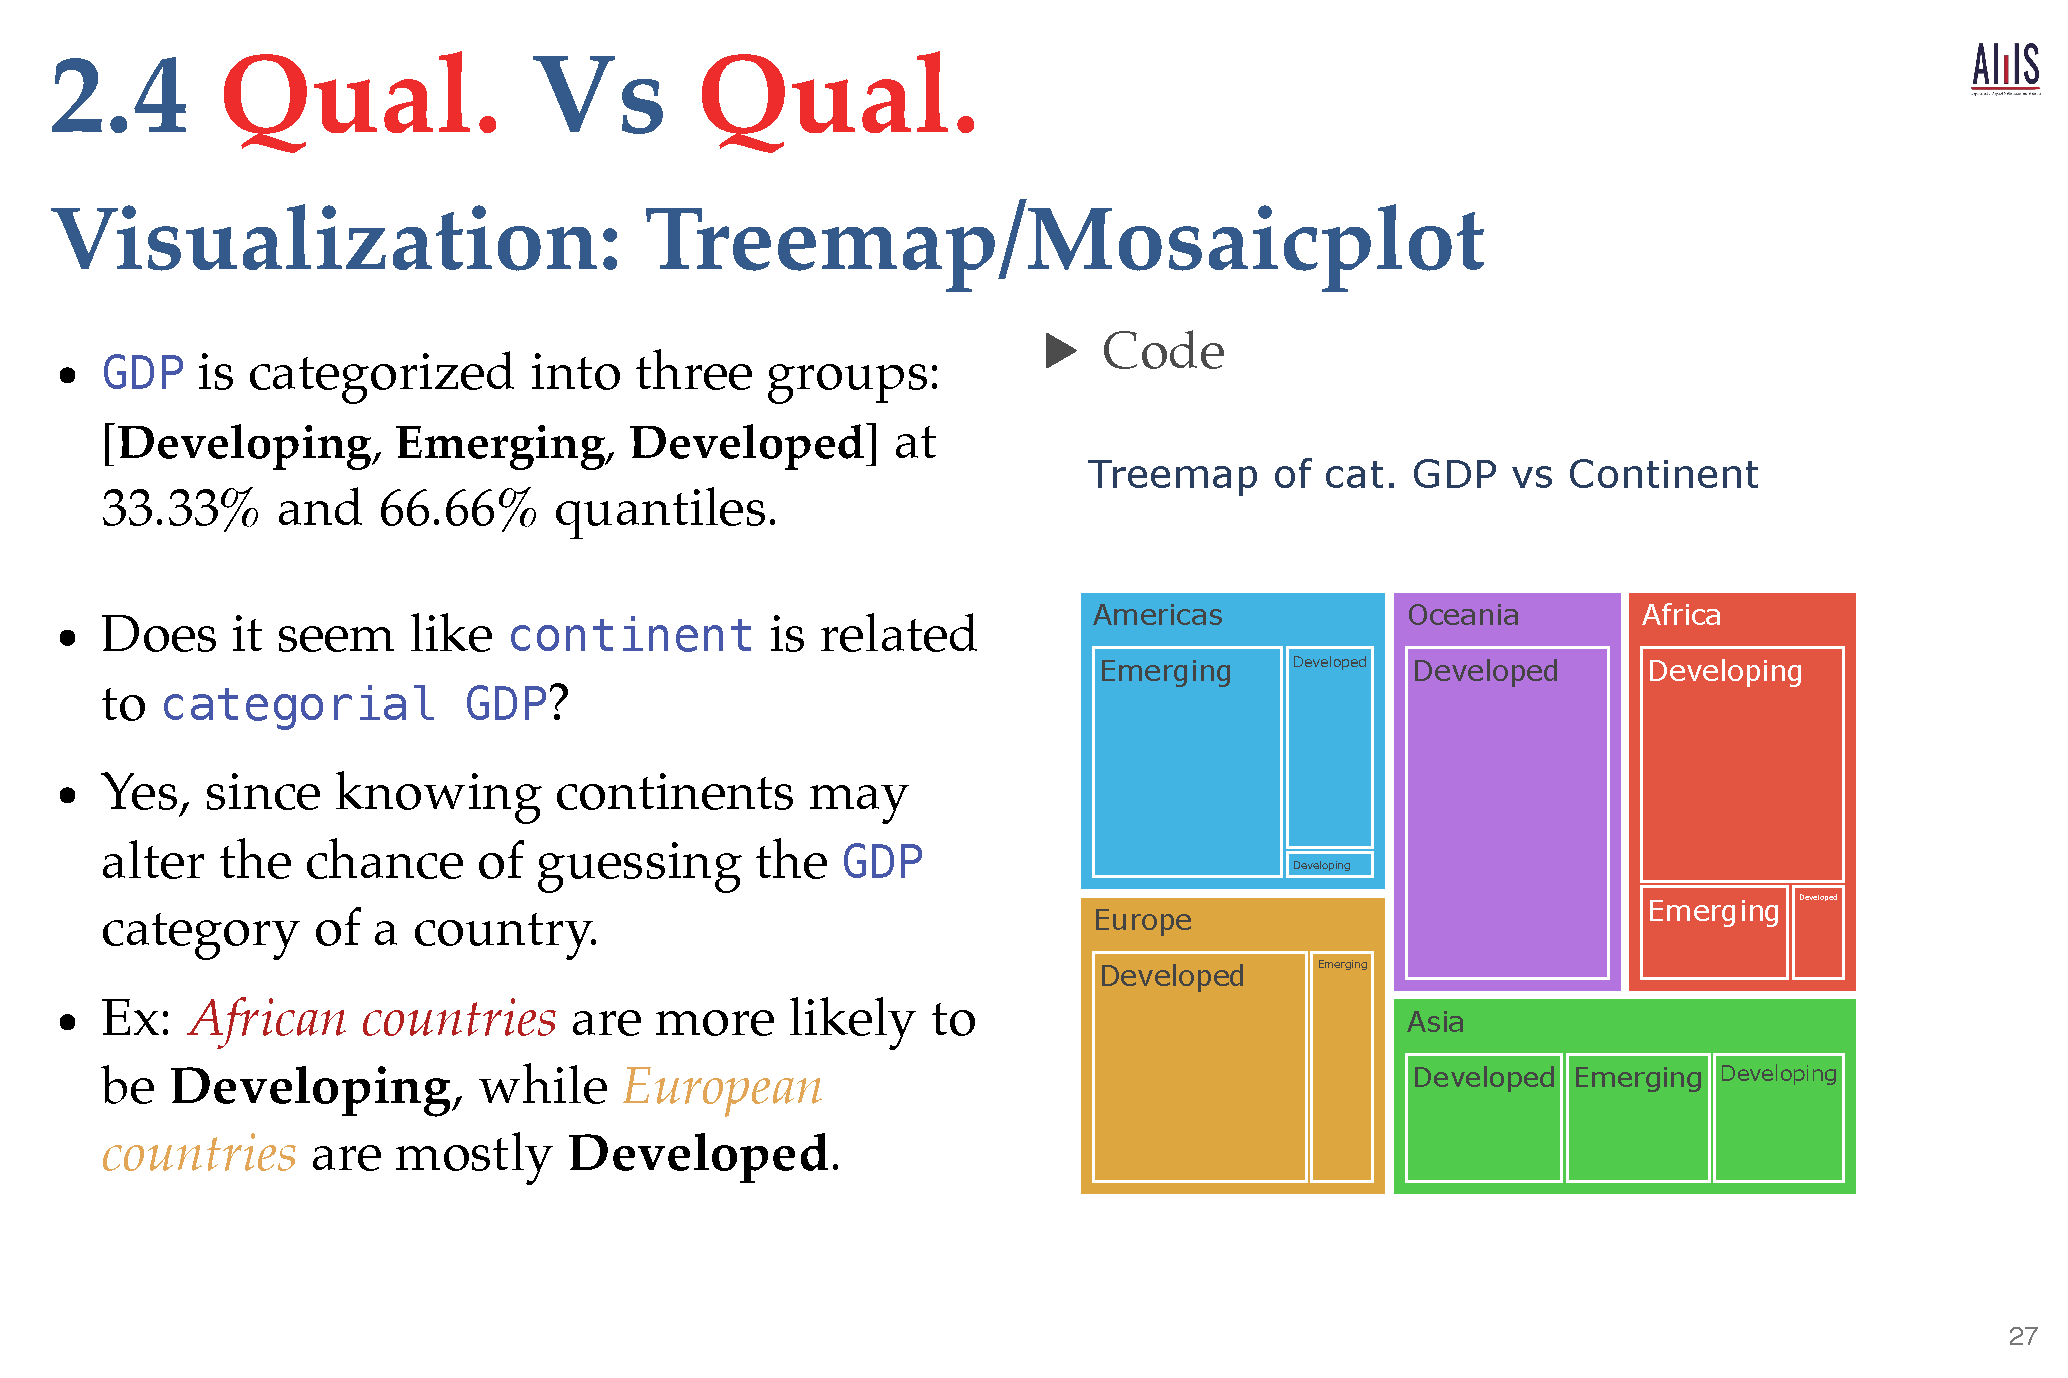 2.4 Qual. Vs Qual.
AMIS
Visualization: Treemap/Mosaicplot
• GDP is categorized into three groups:
[Developing, Emerging, Developed] at
33.33% and 66.66% quantiles.
• Does it seem like continent is related
to categorial GDP?
• Yes, since knowing continents may
alter the chance of guessing the GDP
category of a country.
• Ex: African countries are more likely to
be Developing, while European
countries are mostly Developed.
▶ Code
Treemap of cat. GDP vs Continent
Americas
Emerging
Developed
Developing
Europe
Developed
Emerging
Oceania
Developed
Africa
Developing
Emerging
Developed
Asia
Developed
Emerging
Developing
27